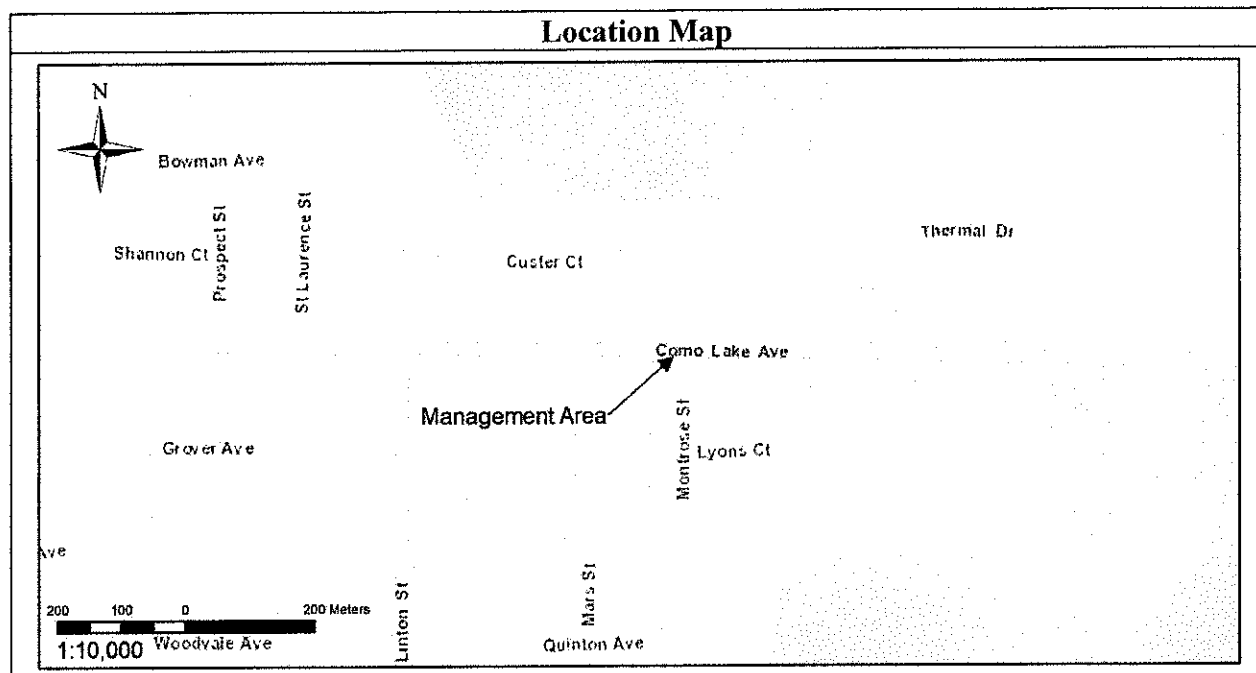 Location Map
N
Bowman Ave
Prospect St
St Laurence St
Shannon Ct
Custer Ct
Thermal Dr
Como Lake Ave
Management Area
Grover Ave
Montrose St
Lyons Ct
Ave
Linton St
Mars St
200 100 0 200 Meters
1:10,000
Woodvale Ave
Quinton Ave